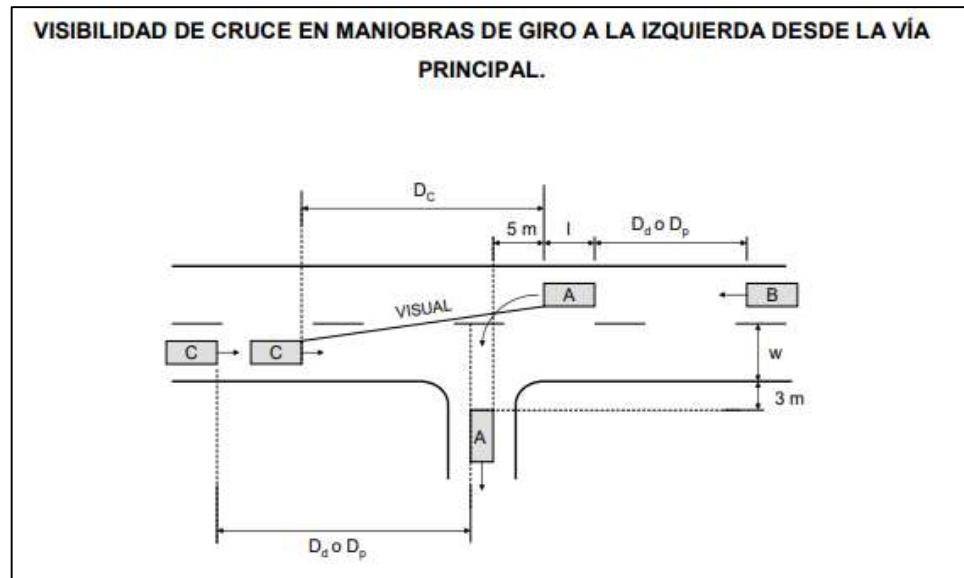 VISIBILIDAD DE CRUCE EN MANIOBRAS DE GIRO A LA IZQUIERDA DESDE LA VÍA
PRINCIPAL.
D_C
5 m l D_d o D_p
A B
VISUAL
C C
w
3 m
A
D_d o D_p